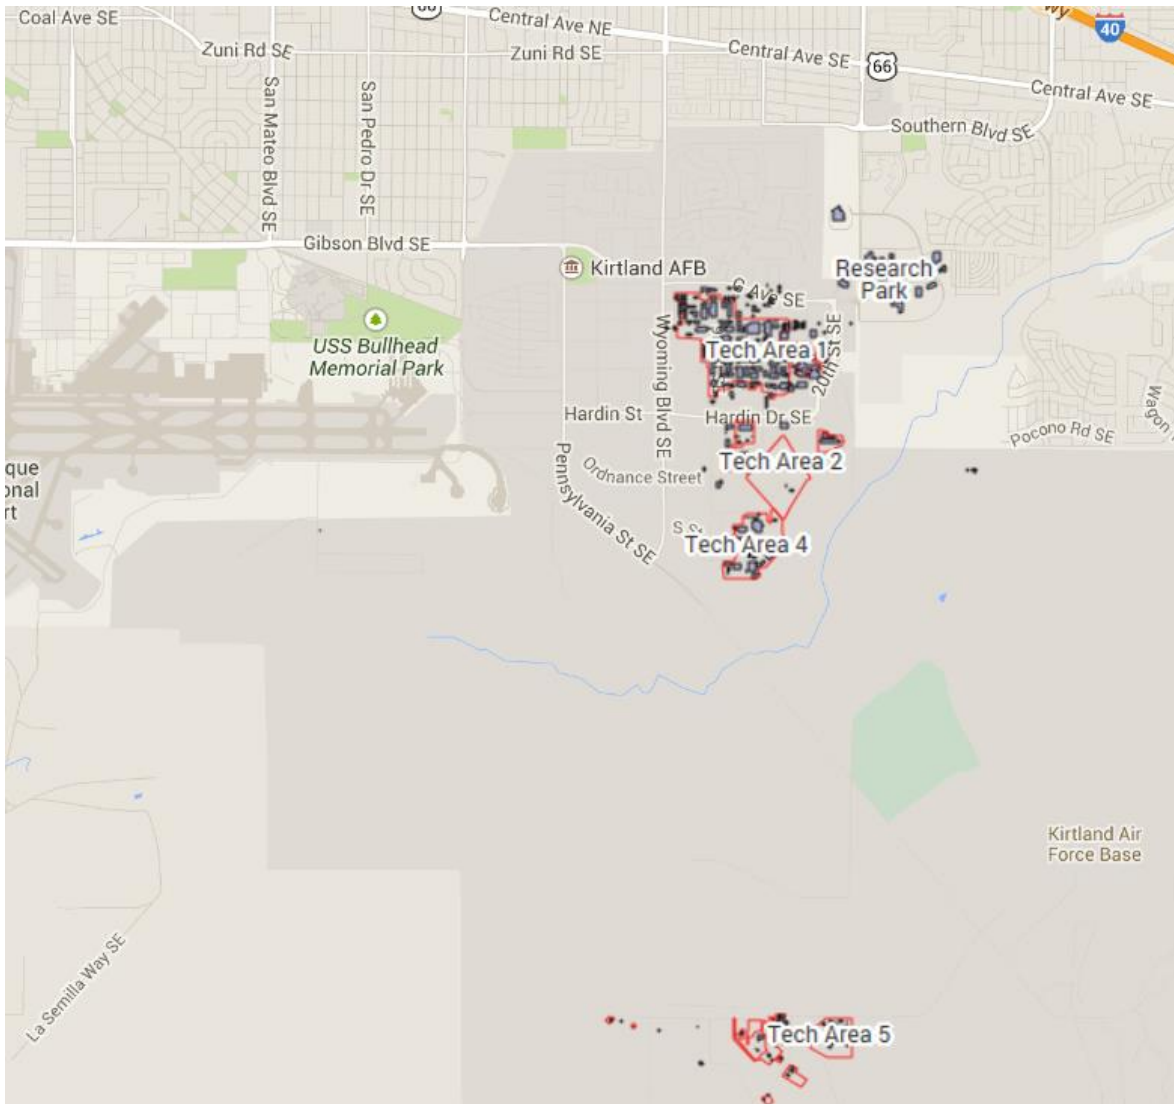 Coal Ave SE
66
Central Ave NE
wy
40
Zuni Rd SE
Zuni Rd SE
Central Ave SE
66
Central Ave SE
San Mateo Blvd SE
San Pedro Dr SE
Southern Blvd SE
Gibson Blvd SE
Kirtland AFB
Research
Park
G Ave SE
USS Bullhead
Memorial Park
Wyoming Blvd SE
Tech Area 1
20th St SE
Hardin St
Hardin Dr SE
Wagon
Pocono Rd SE
que
onal
rt
Ordnance Street
Tech Area 2
Pennsylvania St SE
S St
Tech Area 4
Kirtland Air
Force Base
La Semilla Way SE
Tech Area 5